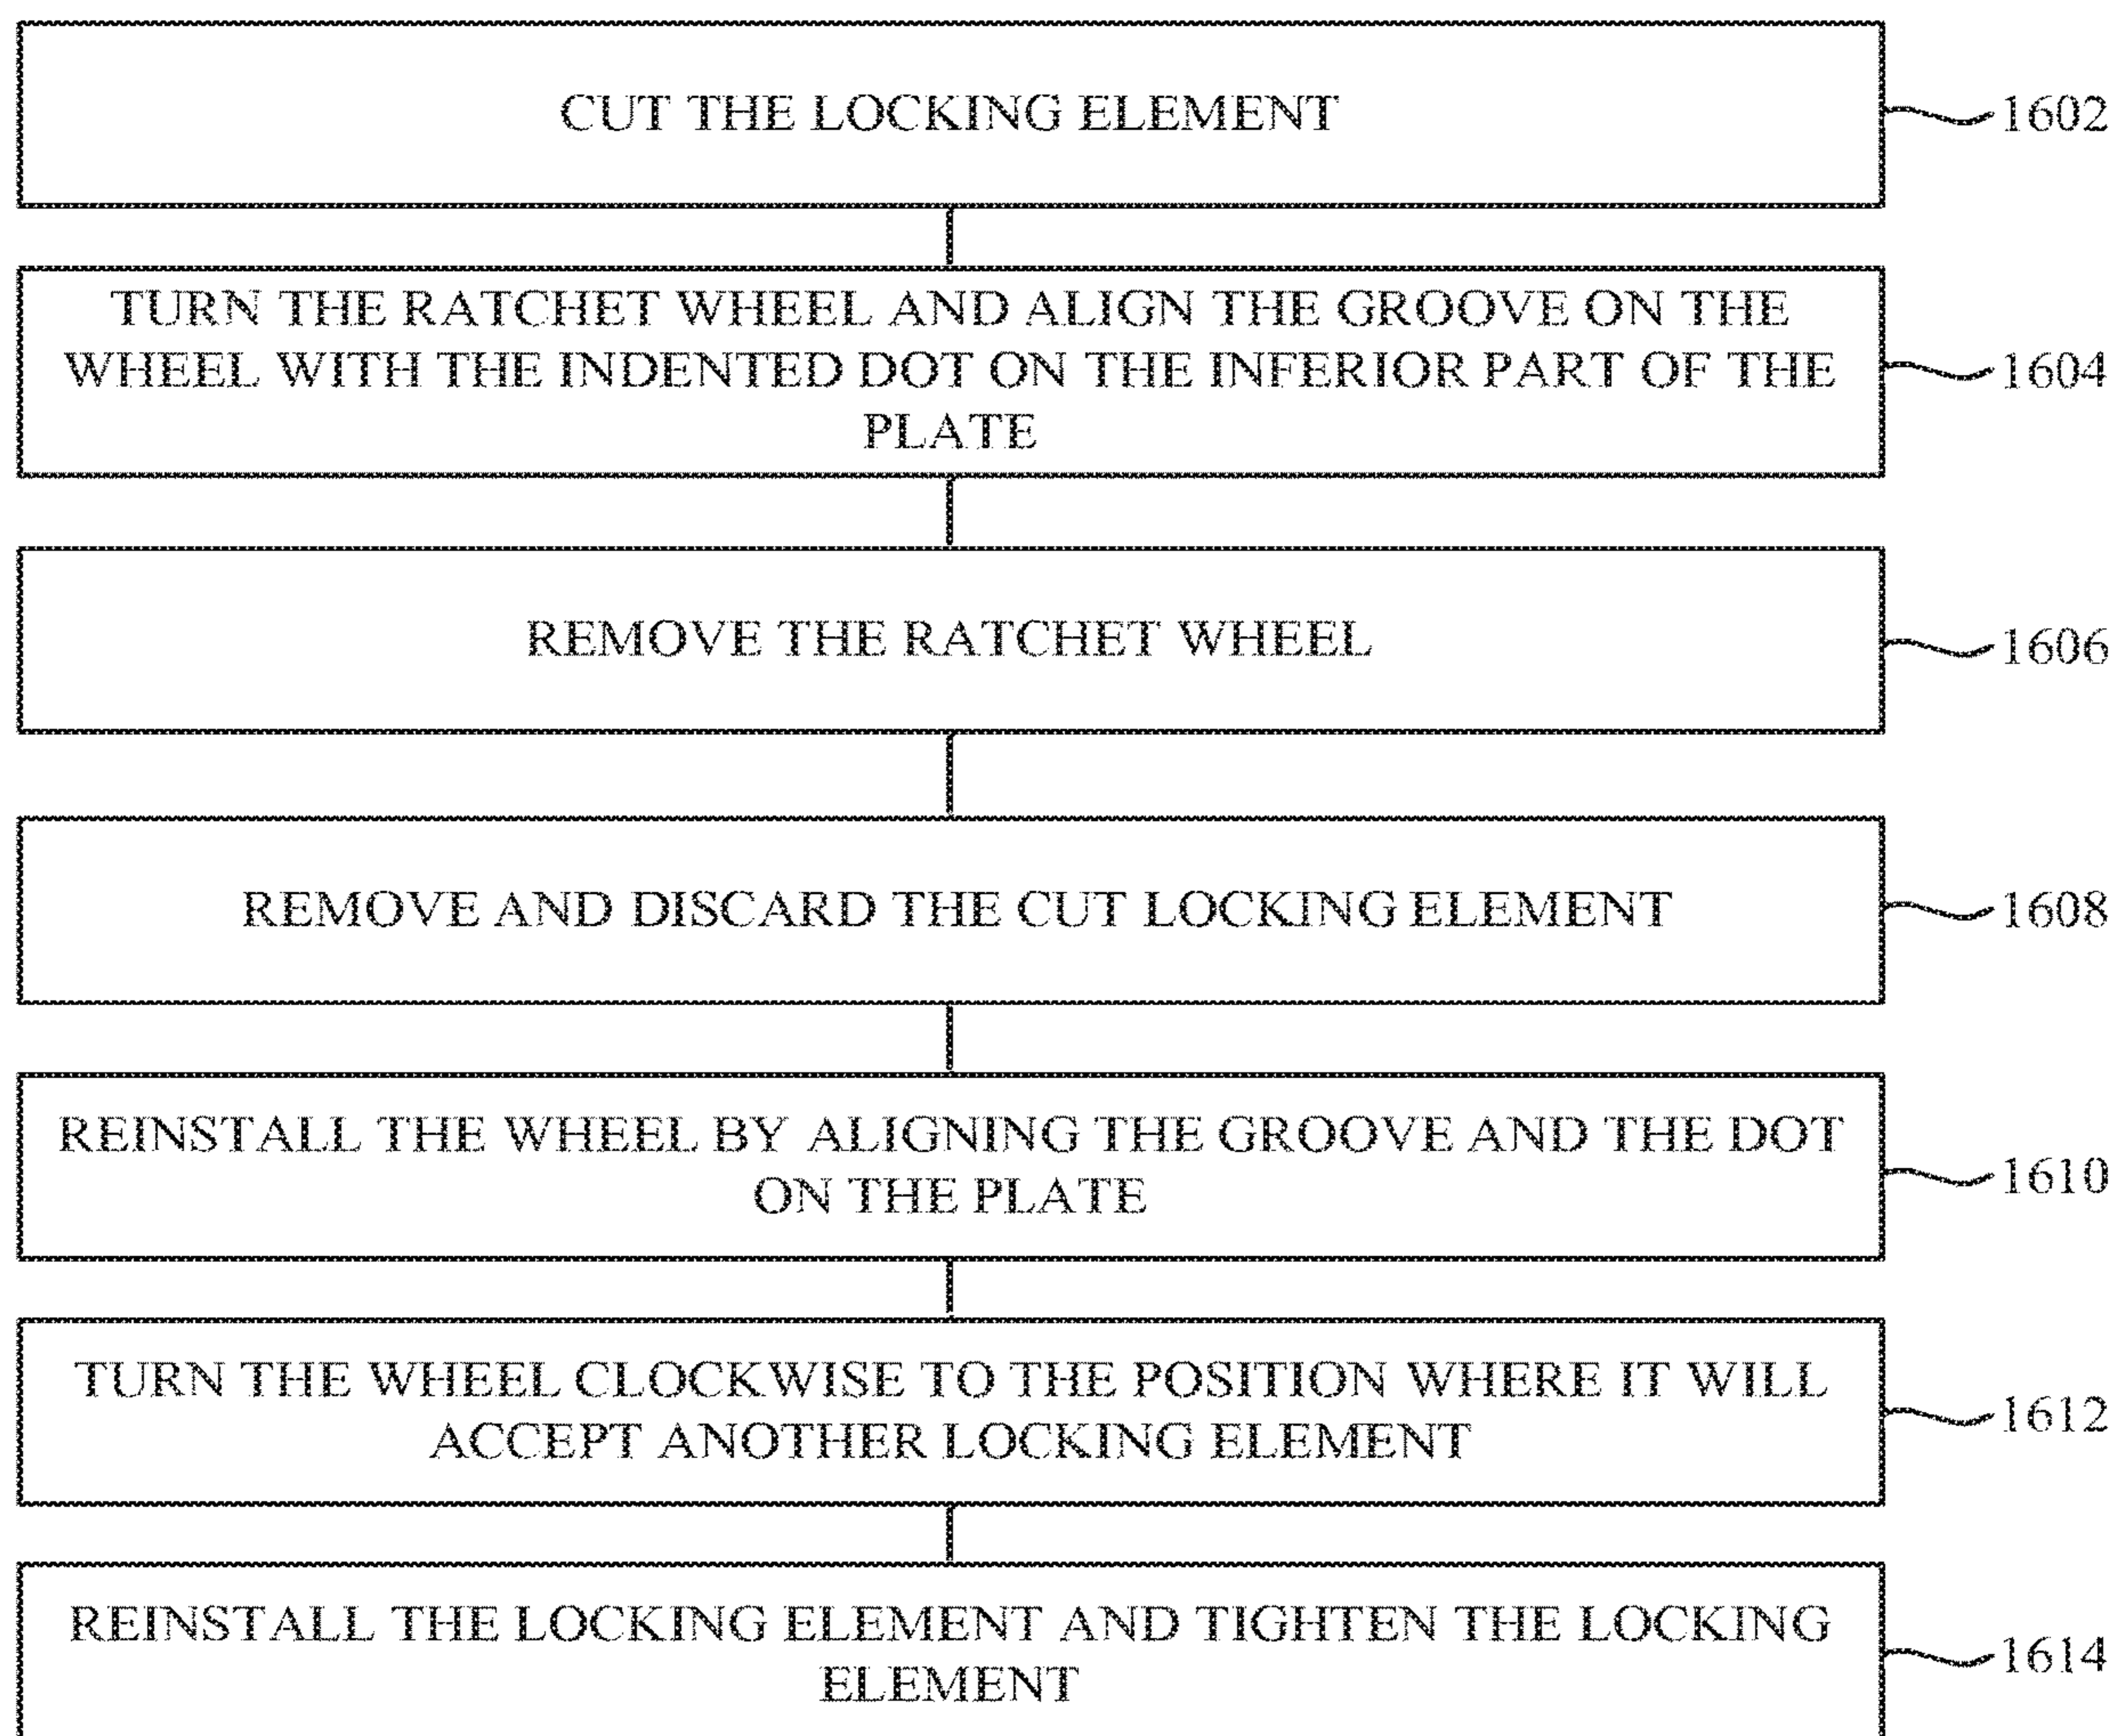 CUT THE LOCKING ELEMENT
1602
TURN THE RATCHET WHEEL AND ALIGN THE GROOVE ON THE
WHEEL WITH THE INDENTED DOT ON THE INFERIOR PART OF THE
PLATE
1604
REMOVE THE RATCHET WHEEL
1606
REMOVE AND DISCARD THE CUT LOCKING ELEMENT
1608
REINSTALL THE WHEEL BY ALIGNING THE GROOVE AND THE DOT
ON THE PLATE
1610
TURN THE WHEEL CLOCKWISE TO THE POSITION WHERE IT WILL
ACCEPT ANOTHER LOCKING ELEMENT
1612
REINSTALL THE LOCKING ELEMENT AND TIGHTEN THE LOCKING
ELEMENT
1614